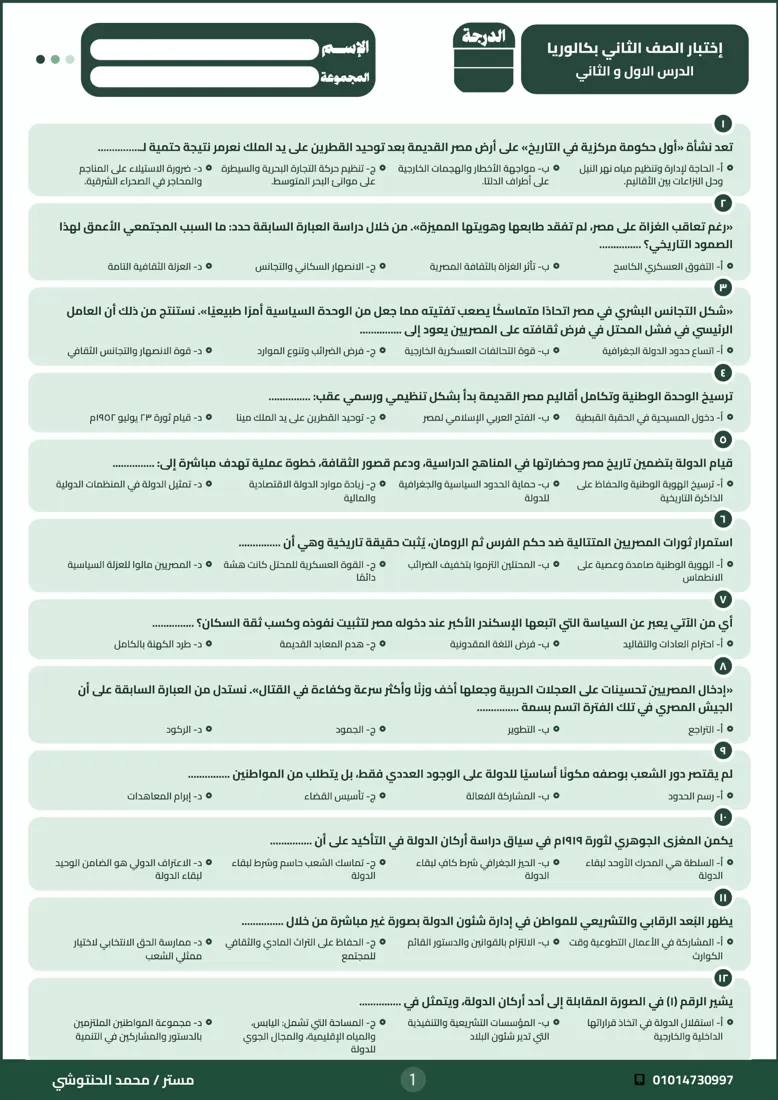 إختبار الصف الثاني بكالوريا
الدرس الاول و الثاني
الدرجة
الإسم
المجموعة
١
تعد نشأة «أول حكومة مركزية في التاريخ» على أرض مصر القديمة بعد توحيد القطرين على يد الملك نعرمر نتيجة حتمية لـ...............
أ- الحاجة لإدارة وتنظيم مياه نهر النيل وحل النزاعات بين الأقاليم.
ب- مواجهة الأخطار والهجمات الخارجية على أطراف الدلتا.
ج- تنظيم حركة التجارة البحرية والسيطرة على موانئ البحر المتوسط.
د- ضرورة الاستيلاء على المناجم والمحاجر في الصحراء الشرقية.
٢
«رغم تعاقب الغزاة على مصر، لم تفقد طابعها وهويتها المميزة». من خلال دراسة العبارة السابقة حدد: ما السبب المجتمعي الأعمق لهذا
الصمود التاريخي؟ ...............
أ- التفوق العسكري الكاسح
ب- تأثر الغزاة بالثقافة المصرية
ج- الانصهار السكاني والتجانس
د- العزلة الثقافية التامة
٣
«شكل التجانس البشري في مصر اتحادًا متماسكًا يصعب تفتيته مما جعل من الوحدة السياسية أمرًا طبيعيًا». نستنتج من ذلك أن العامل
الرئيسي في فشل المحتل في فرض ثقافته على المصريين يعود إلى ...............
أ- اتساع حدود الدولة الجغرافية
ب- قوة التحالفات العسكرية الخارجية
ج- فرض الضرائب وتنوع الموارد
د- قوة الانصهار والتجانس الثقافي
٤
ترسيخ الوحدة الوطنية وتكامل أقاليم مصر القديمة بدأ بشكل تنظيمي ورسمي عقب: ...............
أ- دخول المسيحية في الحقبة القبطية
ب- الفتح العربي الإسلامي لمصر
ج- توحيد القطرين على يد الملك مينا
د- قيام ثورة ٢٣ يوليو ١٩٥٢م
٥
قيام الدولة بتضمين تاريخ مصر وحضارتها في المناهج الدراسية، ودعم قصور الثقافة، خطوة عملية تهدف مباشرة إلى: ...............
أ- ترسيخ الهوية الوطنية والحفاظ على الذاكرة التاريخية
ب- حماية الحدود السياسية والجغرافية للدولة
ج- زيادة موارد الدولة الاقتصادية والمالية
د- تمثيل الدولة في المنظمات الدولية
٦
استمرار ثورات المصريين المتتالية ضد حكم الفرس ثم الرومان، يُثبت حقيقة تاريخية وهي أن ...............
أ- الهوية الوطنية صامدة وعصية على الانطماس
ب- المحتلين التزموا بتخفيف الضرائب
ج- القوة العسكرية للمحتل كانت هشة دائمًا
د- المصريين مالوا للعزلة السياسية
٧
أي من الآتي يعبر عن السياسة التي اتبعها الإسكندر الأكبر عند دخوله مصر لتثبيت نفوذه وكسب ثقة السكان؟ ...............
أ- احترام العادات والتقاليد
ب- فرض اللغة المقدونية
ج- هدم المعابد القديمة
د- طرد الكهنة بالكامل
٨
«إدخال المصريين تحسينات على العجلات الحربية وجعلها أخف وزنًا وأكثر سرعة وكفاءة في القتال». نستدل من العبارة السابقة على أن
الجيش المصري في تلك الفترة اتسم بسمة ...............
أ- التراجع
ب- التطوير
ج- الجمود
د- الركود
٩
لم يقتصر دور الشعب بوصفه مكونًا أساسيًا للدولة على الوجود العددي فقط، بل يتطلب من المواطنين ...............
أ- رسم الحدود
ب- المشاركة الفعالة
ج- تأسيس القضاء
د- إبرام المعاهدات
١٠
يكمن المغزى الجوهري لثورة ١٩١٩م في سياق دراسة أركان الدولة في التأكيد على أن ...............
أ- السلطة هي المحرك الأوحد لبقاء الدولة
ب- الحيز الجغرافي شرط كافٍ لبقاء الدولة
ج- تماسك الشعب حاسم وشرط لبقاء الدولة
د- الاعتراف الدولي هو الضامن الوحيد لبقاء الدولة
١١
يظهر البُعد الرقابي والتشريعي للمواطن في إدارة شئون الدولة بصورة غير مباشرة من خلال ...............
أ- المشاركة في الأعمال التطوعية وقت الكوارث
ب- الالتزام بالقوانين والدستور القائم
ج- الحفاظ على التراث المادي والثقافي للمجتمع
د- ممارسة الحق الانتخابي لاختيار ممثلي الشعب
١٢
يشير الرقم (١) في الصورة المقابلة إلى أحد أركان الدولة، ويتمثل في ...............
أ- استقلال الدولة في اتخاذ قراراتها الداخلية والخارجية
ب- المؤسسات التشريعية والتنفيذية التي تدير شئون البلاد
ج- المساحة التي تشمل: اليابس، والمياه الإقليمية، والمجال الجوي للدولة
د- مجموعة المواطنين الملتزمين بالدستور والمشاركين في التنمية
01014730997
1
مستر / محمد الحنتوشي